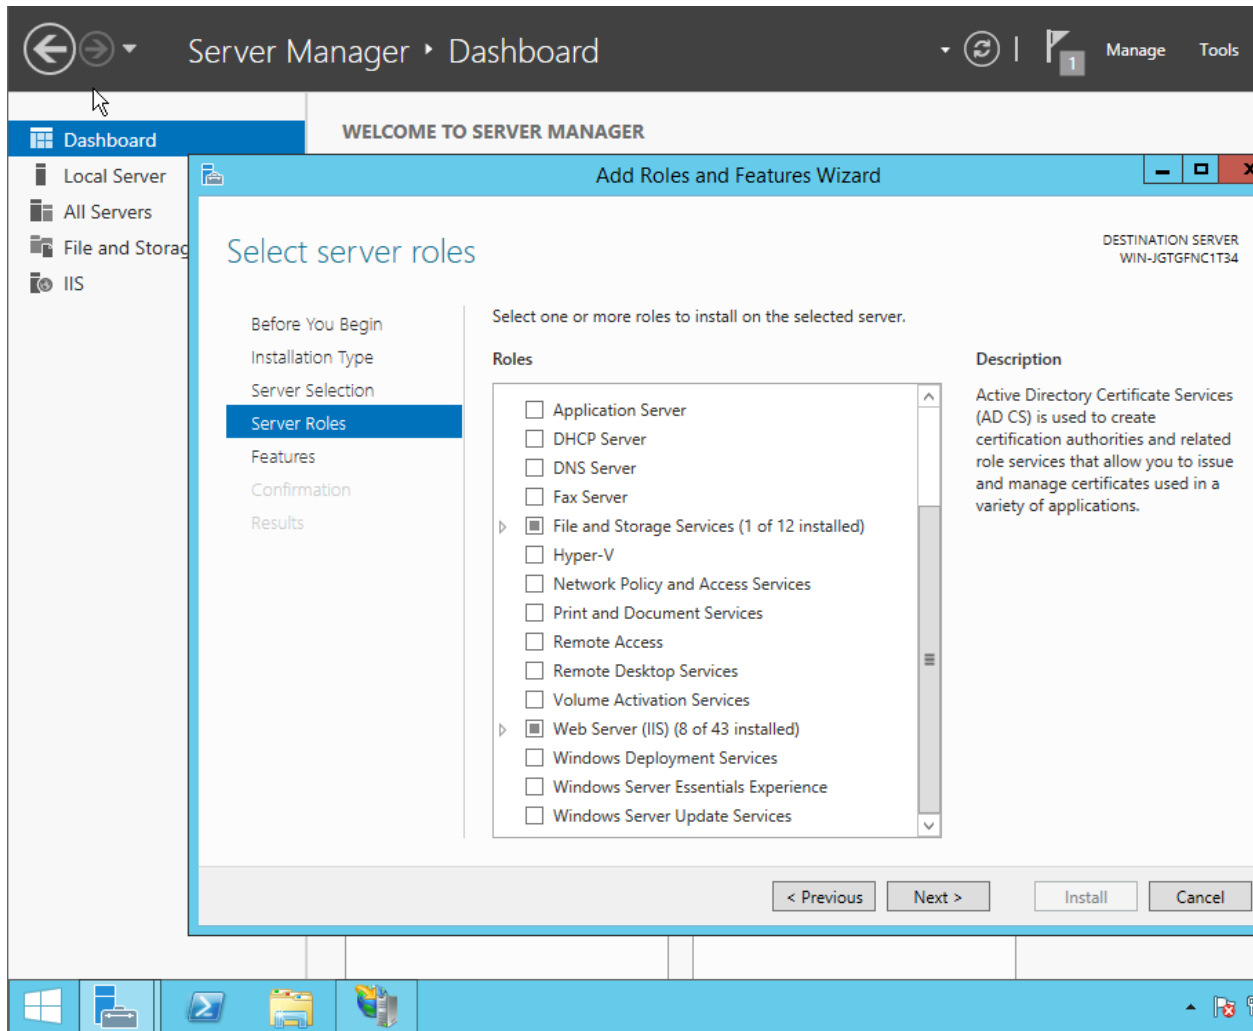 Server Manager ‣ Dashboard
1
Manage
Tools
Dashboard
Local Server
All Servers
File and Storag
IIS
WELCOME TO SERVER MANAGER
Add Roles and Features Wizard
Select server roles
DESTINATION SERVER
WIN-JGTGFNC1T34
Before You Begin
Installation Type
Server Selection
Server Roles
Features
Confirmation
Results
Select one or more roles to install on the selected server.
Roles
Application Server
DHCP Server
DNS Server
Fax Server
File and Storage Services (1 of 12 installed)
Hyper-V
Network Policy and Access Services
Print and Document Services
Remote Access
Remote Desktop Services
Volume Activation Services
Web Server (IIS) (8 of 43 installed)
Windows Deployment Services
Windows Server Essentials Experience
Windows Server Update Services
Description
Active Directory Certificate Services
(AD CS) is used to create
certification authorities and related
role services that allow you to issue
and manage certificates used in a
variety of applications.
< Previous
Next >
Install
Cancel